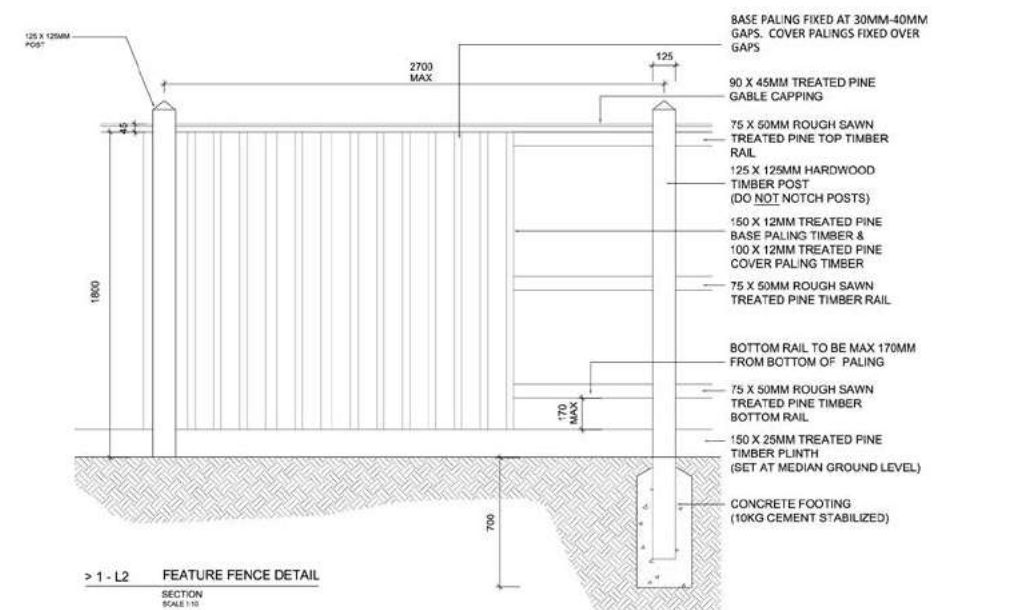 125 X 125MM
POST
2700
MAX
125
45
1800
170
MAX
700
BASE PALING FIXED AT 30MM-40MM
GAPS. COVER PALINGS FIXED OVER
GAPS
90 X 45MM TREATED PINE
GABLE CAPPING
75 X 50MM ROUGH SAWN
TREATED PINE TOP TIMBER
RAIL
125 X 125MM HARDWOOD
TIMBER POST
(DO NOT NOTCH POSTS)
150 X 12MM TREATED PINE
BASE PALING TIMBER &
100 X 12MM TREATED PINE
COVER PALING TIMBER
75 X 50MM ROUGH SAWN
TREATED PINE TIMBER RAIL
BOTTOM RAIL TO BE MAX 170MM
FROM BOTTOM OF PALING
75 X 50MM ROUGH SAWN
TREATED PINE TIMBER
BOTTOM RAIL
150 X 25MM TREATED PINE
TIMBER PLINTH
(SET AT MEDIAN GROUND LEVEL)
CONCRETE FOOTING
(10KG CEMENT STABILIZED)
> 1 - L2 FEATURE FENCE DETAIL
SECTION
SCALE 1:10